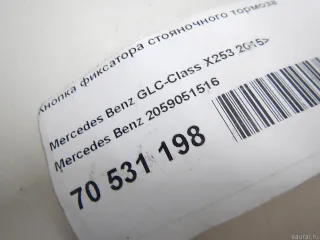 Кнопка фиксатора стояночного тормоза
Mercedes Benz GLC-Class X253 2015>
Mercedes Benz 2059051516
70 531 198